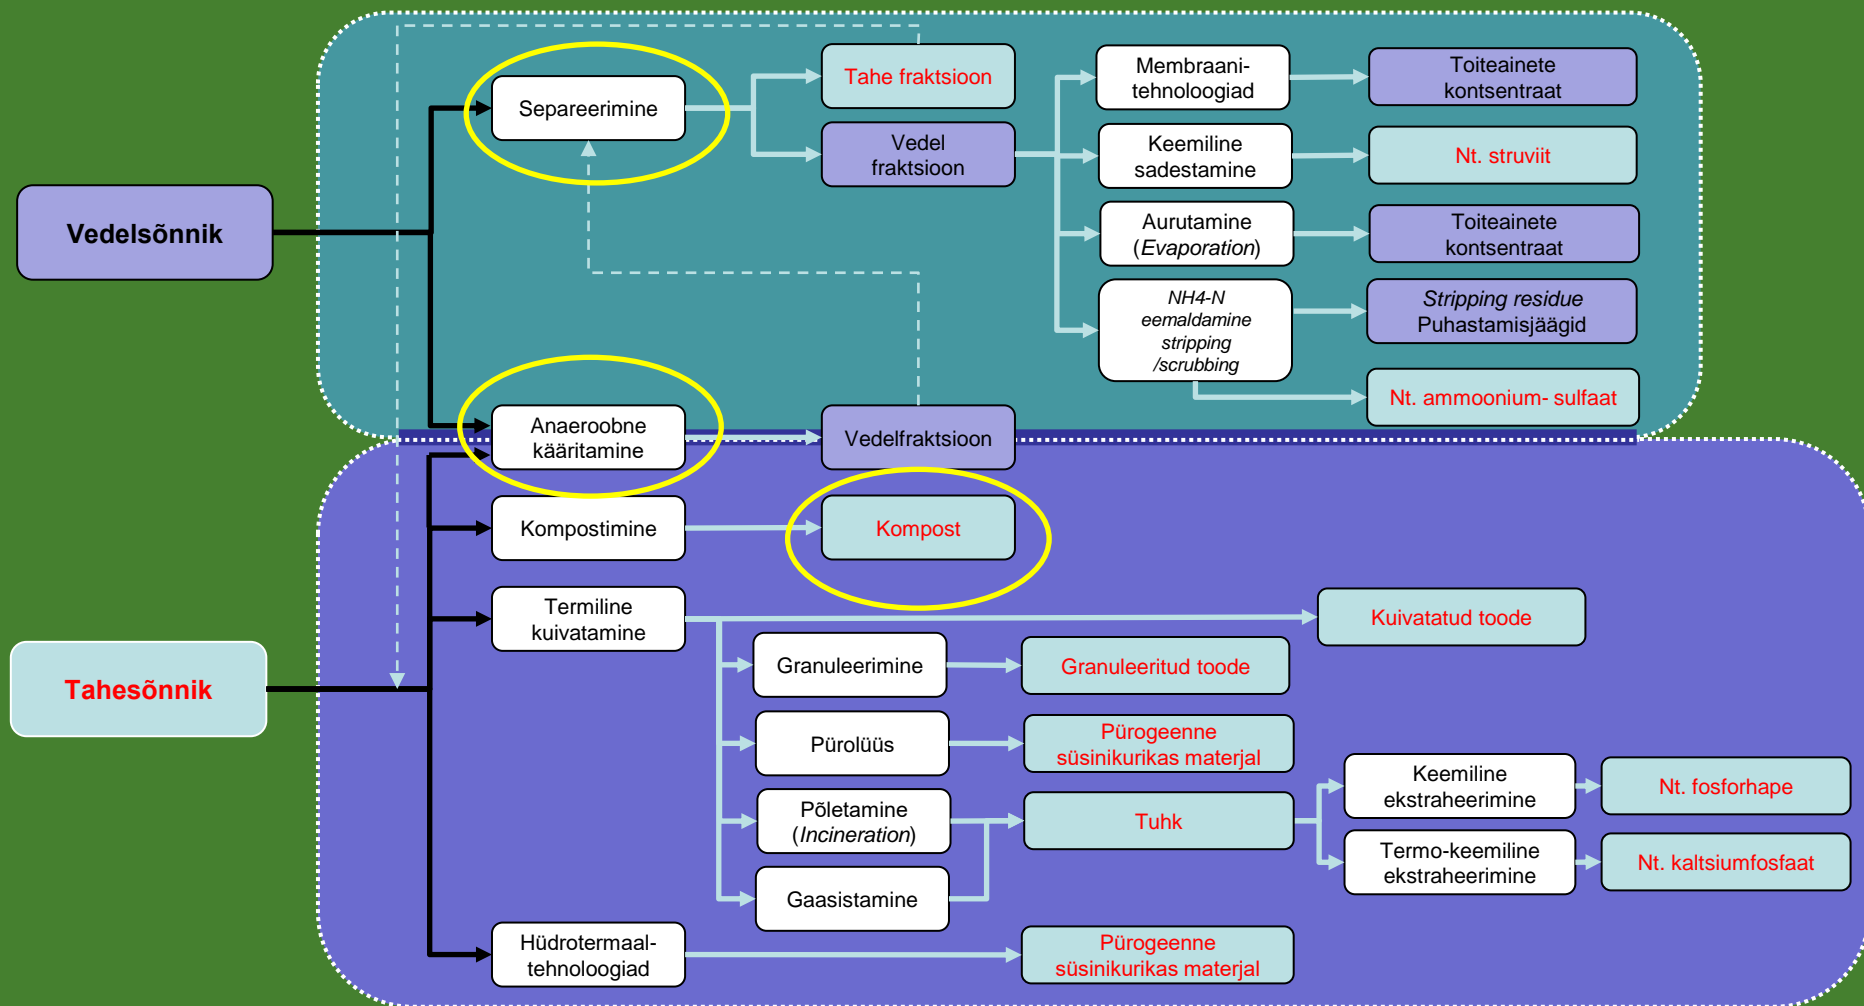 Vedelsõnnik
Separeerimine
Tahe fraktsioon
Vedel
fraktsioon
Membraani-
tehnoloogiad
Toiteainete
kontsentraat
Keemiline
sadestamine
Nt. struviit
Aurutamine
(Evaporation)
Toiteainete
kontsentraat
NH4-N
eemaldamine
stripping
/scrubbing
Stripping residue
Puhastamisjäägid
Nt. ammoonium- sulfaat
Anaeroobne
kääritamine
Vedelfraktsioon
Tahesõnnik
Kompostimine
Kompost
Termiline
kuivatamine
Kuivatatud toode
Granuleerimine
Granuleeritud toode
Pürolüüs
Pürogeenne
süsinikurikas materjal
Põletamine
(Incineration)
Tuhk
Keemiline
ekstraheerimine
Nt. fosforhape
Termo-keemiline
ekstraheerimine
Nt. kaltsiumfosfaat
Gaasistamine
Hüdrotermaal-
tehnoloogiad
Pürogeenne
süsinikurikas materjal